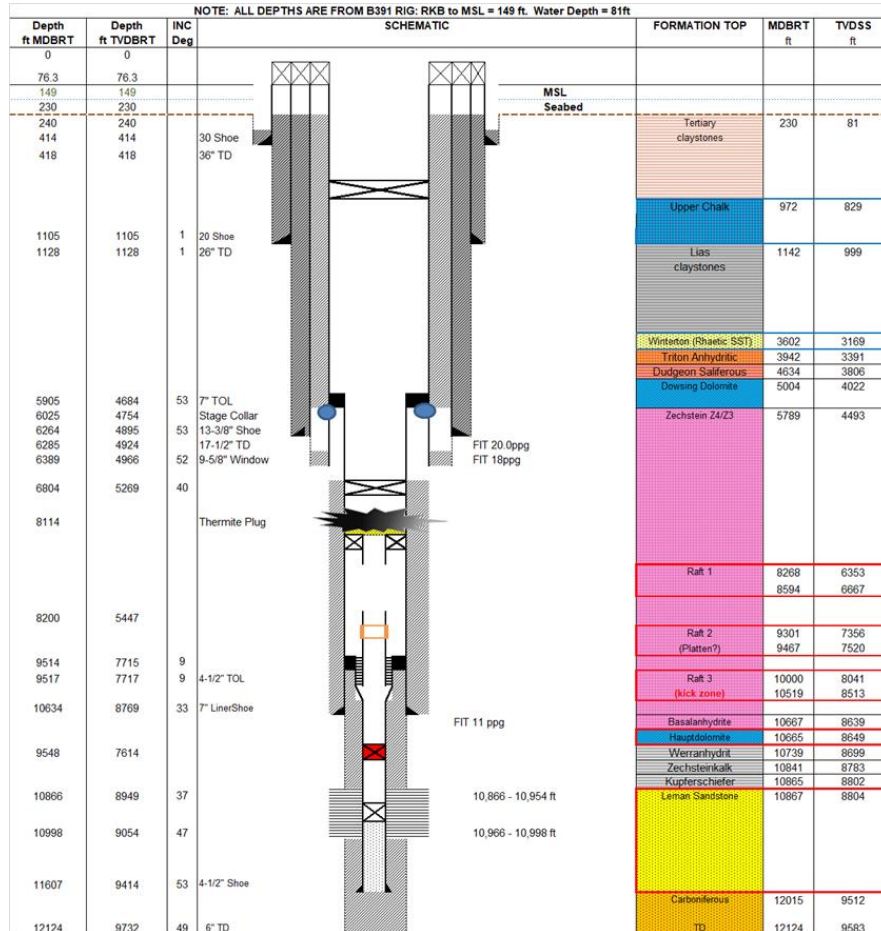 NOTE: ALL DEPTHS ARE FROM B391 RIG: RKB to MSL = 149 ft. Water Depth = 81ft
Depth Depth INC SCHEMATIC FORMATION TOP MDBRT TVDSS
ft MDBRT ft TVDBRT Deg ft ft
0 0
76.3 76.3
149 149 MSL
230 230 Seabed
240 240 Tertiary 230 81
414 414 30 Shoe claystones
418 418 36" TD
Upper Chalk 972 829
1105 1105 1 20 Shoe
1128 1128 1 26" TD Lias 1142 999
claystones
Winterton (Rhaetic SST) 3602 3169
Triton Anhydritic 3942 3391
Dudgeon Saliferous 4634 3806
Dowsing Dolomite 5004 4022
5905 4684 53 7" TOL
6025 4754 Stage Collar Zechstein Z4/Z3 5789 4493
6264 4895 53 13-3/8" Shoe
6285 4924 17-1/2" TD FIT 20.0ppg
6389 4966 52 9-5/8" Window FIT 18ppg
6804 5269 40
8114 Thermite Plug
Raft 1 8268 6353
8594 6667
8200 5447
Raft 2 9301 7356
(Platten?) 9467 7520
9514 7715 9
9517 7717 9 4-1/2" TOL Raft 3 10000 8041
(kick zone) 10519 8513
10634 8769 33 7" LinerShoe
FIT 11 ppg Basalanhydrite 10667 8639
Hauptdolomite 10665 8649
9548 7614 Werranhydrit 10739 8699
Zechsteinkalk 10841 8783
Kupferschiefer 10865 8802
10866 8949 37 10,866 - 10,954 ft Leman Sandstone 10867 8804
10998 9054 47 10,966 - 10,998 ft
11607 9414 53 4-1/2" Shoe
Carboniferous 12015 9512
12124 9732 49 6" TD TD 12124 9583